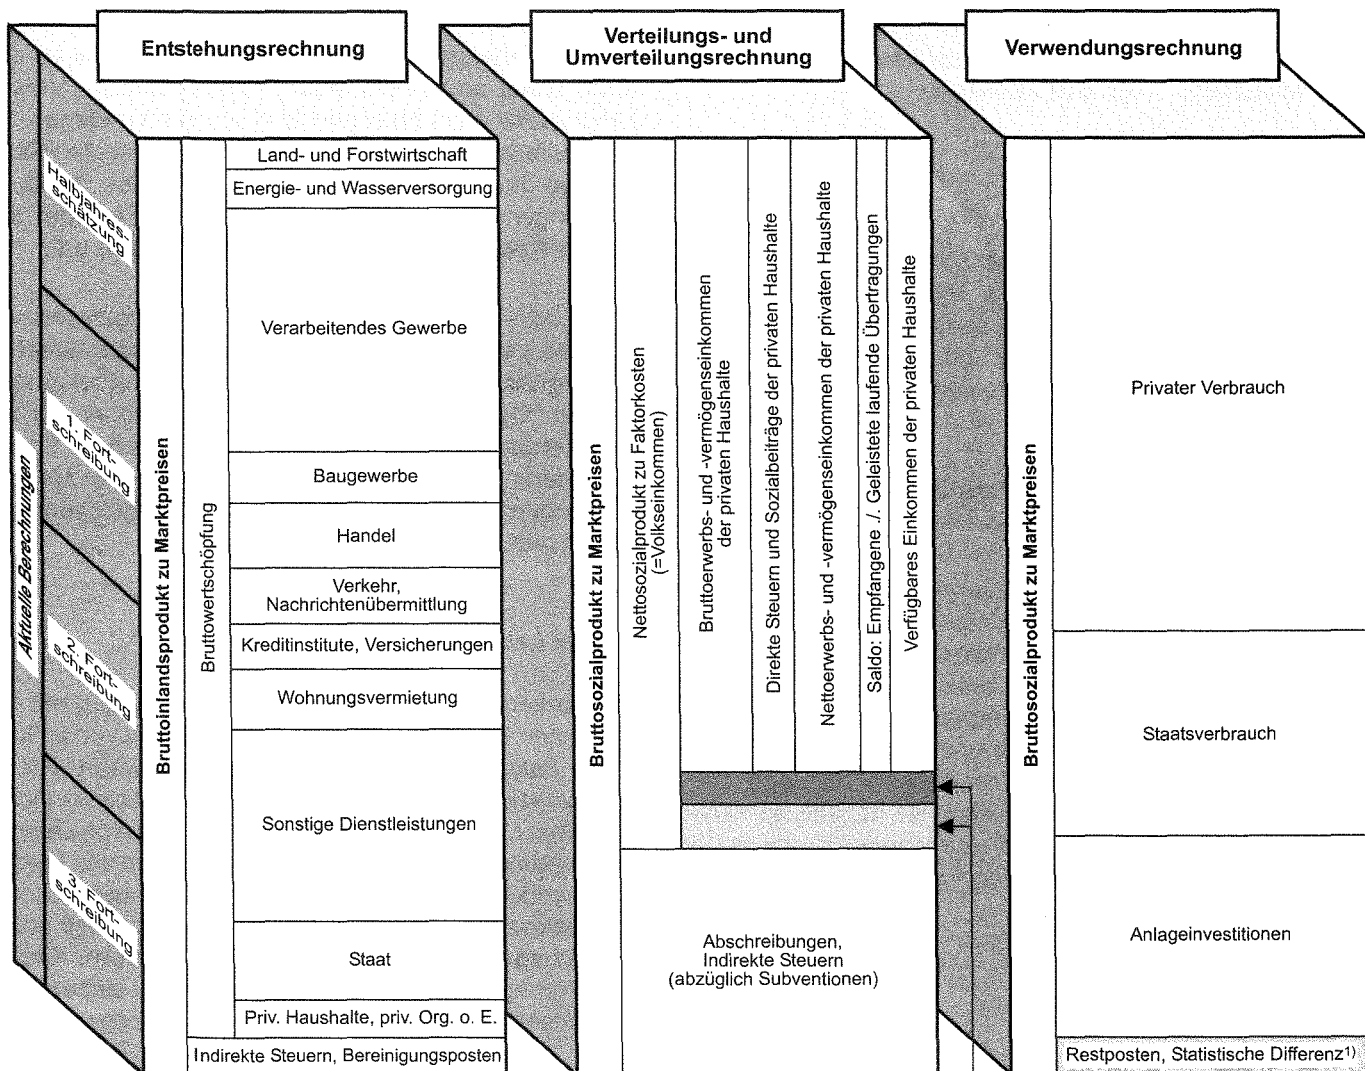 Entstehungsrechnung
Verteilungs- und
Umverteilungsrechnung
Verwendungsrechnung
Aktuelle Berechnungen
Halbjahres-
schätzung
1. Fort-
schreibung
2. Fort-
schreibung
3. Fort-
schreibung
Bruttoinlandsprodukt zu Marktpreisen
Bruttowertschöpfung
Land- und Forstwirtschaft
Energie- und Wasserversorgung
Verarbeitendes Gewerbe
Baugewerbe
Handel
Verkehr,
Nachrichtenübermittlung
Kreditinstitute, Versicherungen
Wohnungsvermietung
Sonstige Dienstleistungen
Staat
Priv. Haushalte, priv. Org. o. E.
Indirekte Steuern, Bereinigungsposten
Bruttosozialprodukt zu Marktpreisen
Nettosozialprodukt zu Faktorkosten
(=Volkseinkommen)
Bruttoerwerbs- und -vermögenseinkommen
der privaten Haushalte
Direkte Steuern und Sozialbeiträge der privaten Haushalte
Nettoerwerbs- und -vermögenseinkommen der privaten Haushalte
Saldo: Empfangene ./. Geleistete laufende Übertragungen
Verfügbares Einkommen der privaten Haushalte
Abschreibungen,
Indirekte Steuern
(abzüglich Subventionen)
Bruttosozialprodukt zu Marktpreisen
Privater Verbrauch
Staatsverbrauch
Anlageinvestitionen
Restposten, Statistische Differenz1)